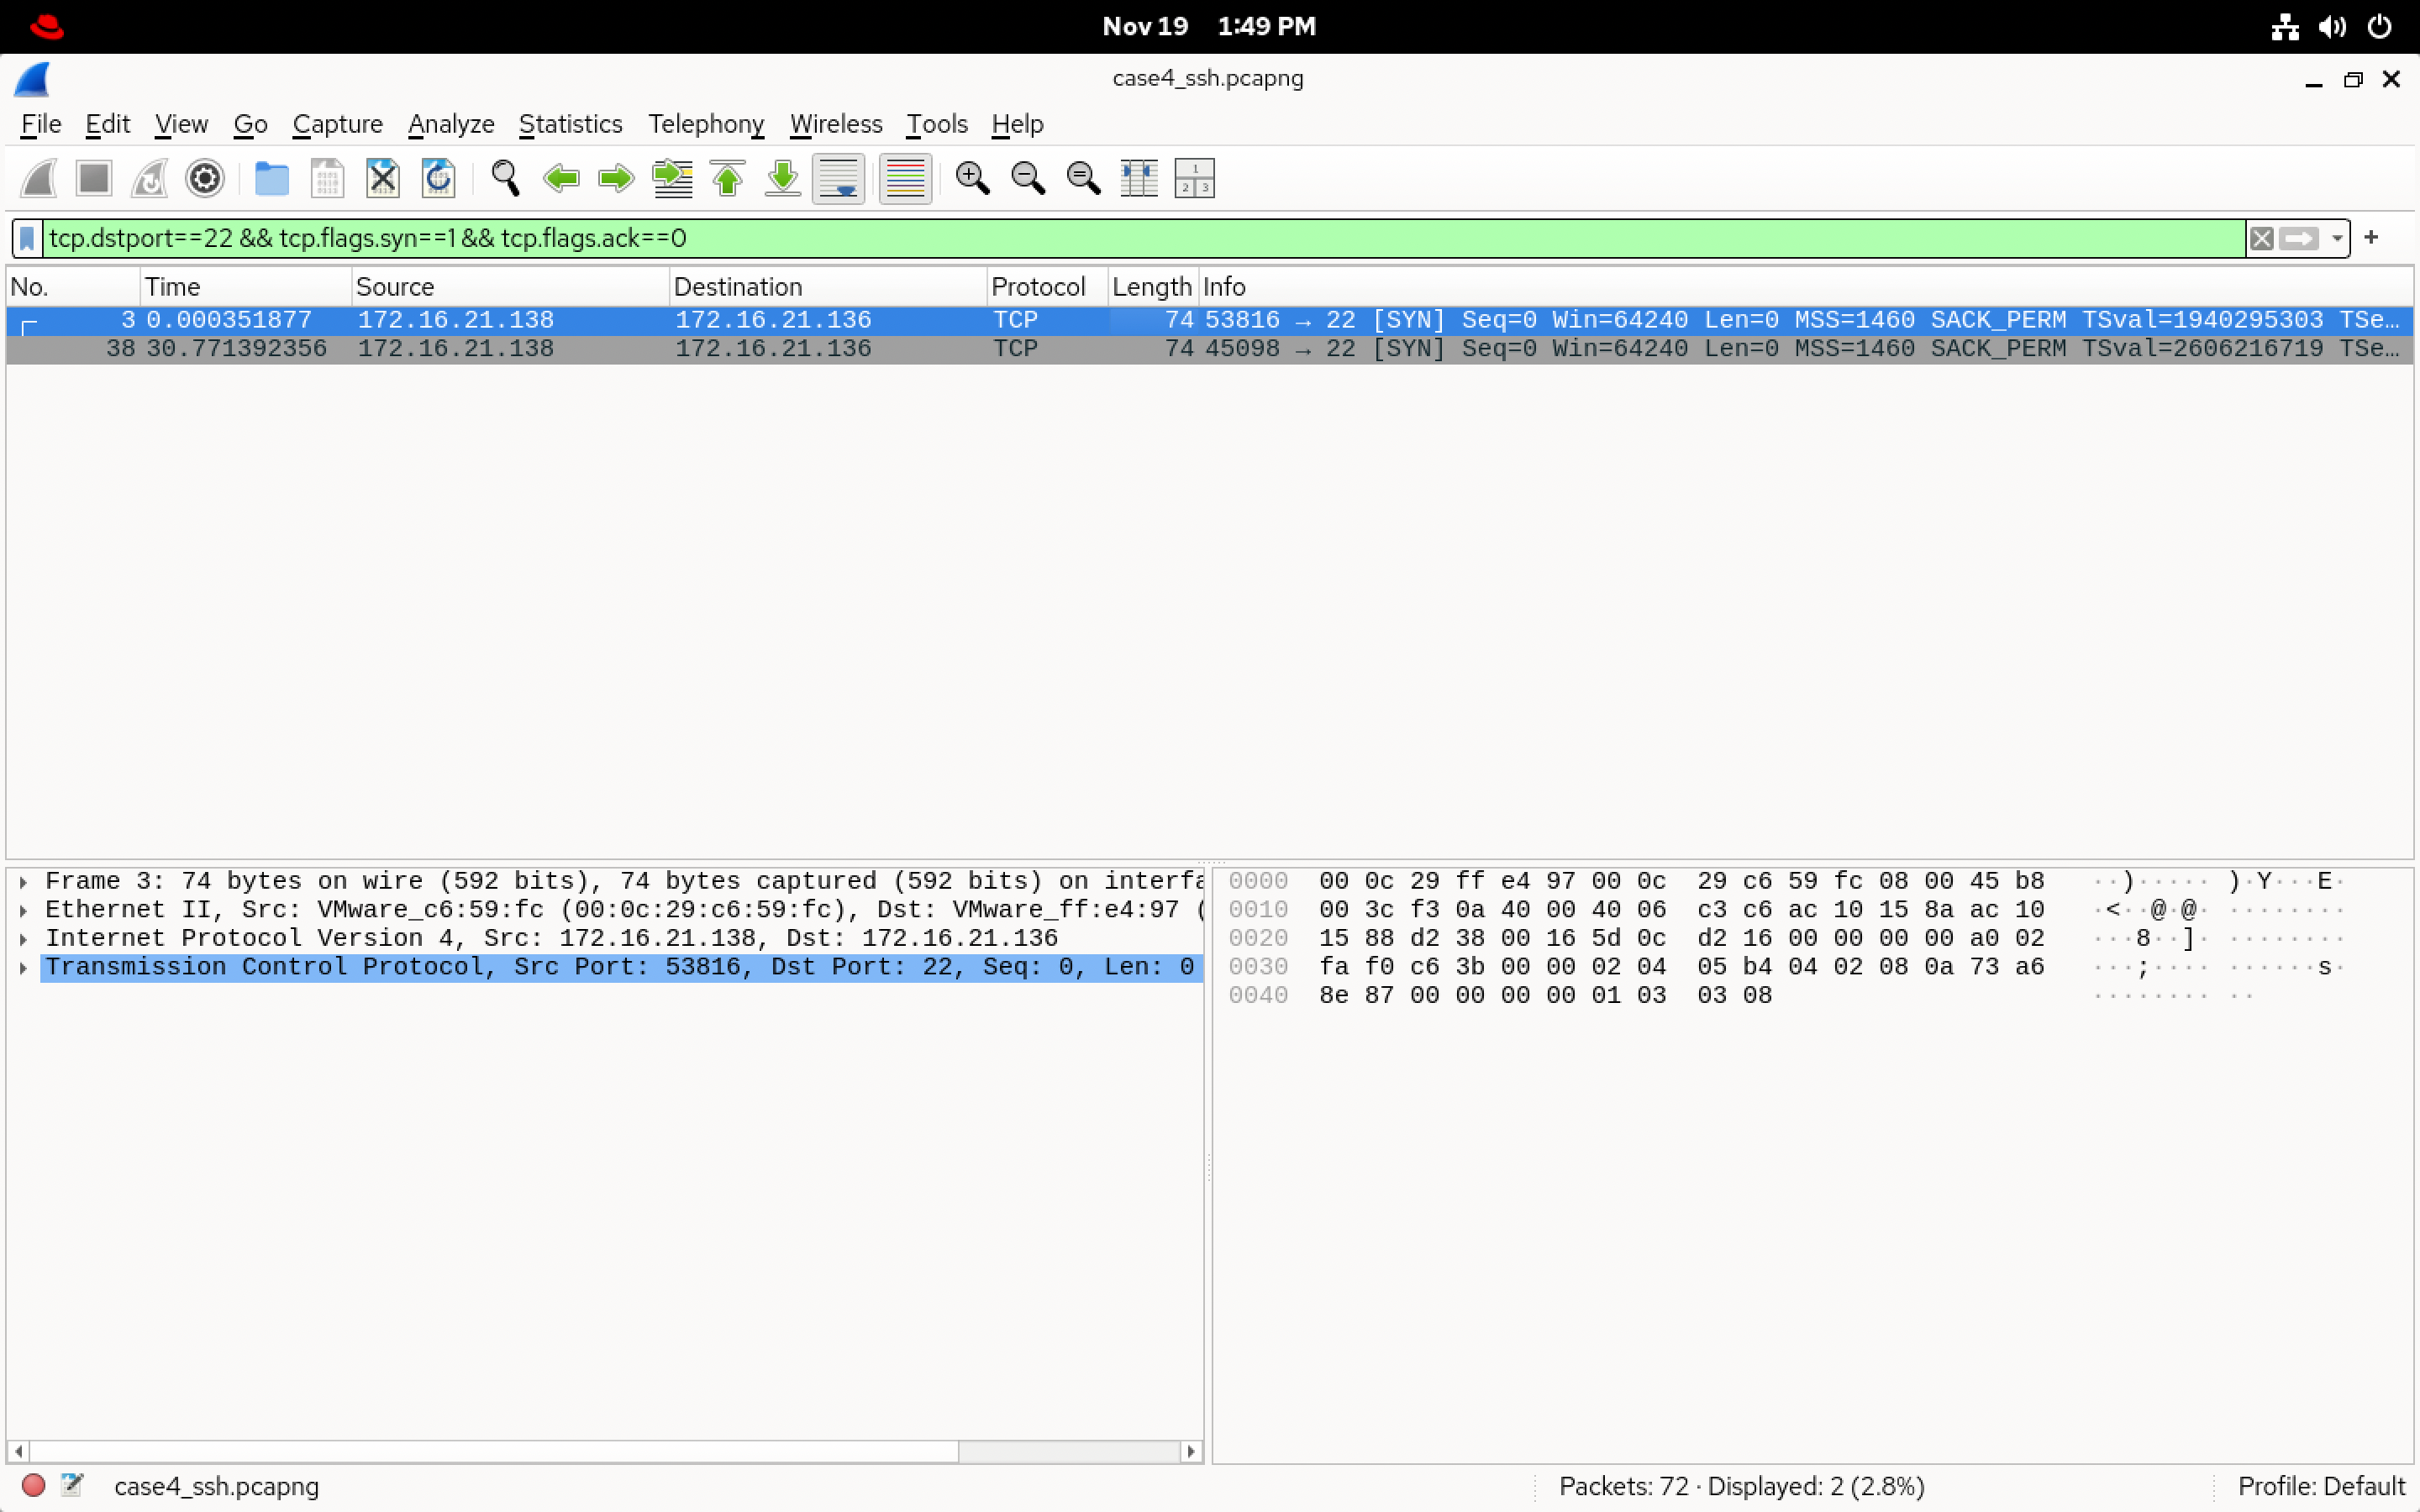 Nov 19 1:49 PM
case4_ssh.pcapng
File Edit View Go Capture Analyze Statistics Telephony Wireless Tools Help
tcp.dstport==22 && tcp.flags.syn==1 && tcp.flags.ack==0
No. Time Source Destination Protocol Length Info
3 0.000351877 172.16.21.138 172.16.21.136 TCP 74 53816 → 22 [SYN] Seq=0 Win=64240 Len=0 MSS=1460 SACK_PERM TSval=1940295303 TSe…
38 30.771392356 172.16.21.138 172.16.21.136 TCP 74 45098 → 22 [SYN] Seq=0 Win=64240 Len=0 MSS=1460 SACK_PERM TSval=2606216719 TSe…
Frame 3: 74 bytes on wire (592 bits), 74 bytes captured (592 bits) on interfa
Ethernet II, Src: VMware_c6:59:fc (00:0c:29:c6:59:fc), Dst: VMware_ff:e4:97 (
Internet Protocol Version 4, Src: 172.16.21.138, Dst: 172.16.21.136
Transmission Control Protocol, Src Port: 53816, Dst Port: 22, Seq: 0, Len: 0
0000 00 0c 29 ff e4 97 00 0c 29 c6 59 fc 08 00 45 b8 ··)····· )·Y···E·
0010 00 3c f3 0a 40 00 40 06 c3 c6 ac 10 15 8a ac 10 ·<··@·@· ········
0020 15 88 d2 38 00 16 5d 0c d2 16 00 00 00 00 a0 02 ···8··]· ········
0030 fa f0 c6 3b 00 00 02 04 05 b4 04 02 08 0a 73 a6 ···;···· ······s·
0040 8e 87 00 00 00 00 01 03 03 08 ········ ··
case4_ssh.pcapng
Packets: 72 · Displayed: 2 (2.8%)
Profile: Default